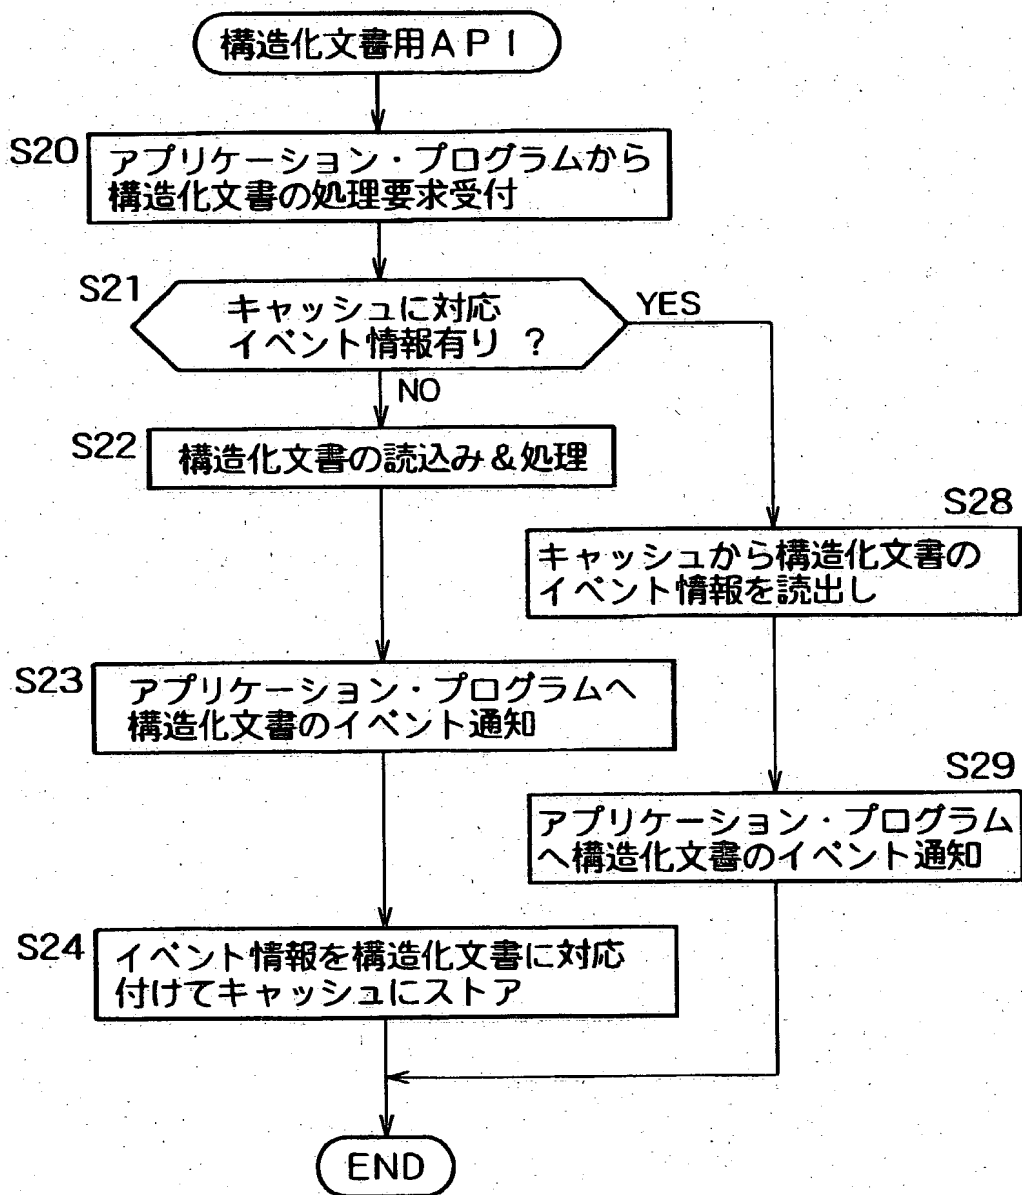 構造化文書用API
S20
アプリケーション・プログラムから
構造化文書の処理要求受付
S21
キャッシュに対応
イベント情報有り ?
YES
NO
S22
構造化文書の読込み&処理
S28
キャッシュから構造化文書の
イベント情報を読出し
S23
アプリケーション・プログラムへ
構造化文書のイベント通知
S29
アプリケーション・プログラム
へ構造化文書のイベント通知
S24
イベント情報を構造化文書に対応
付けてキャッシュにストア
END